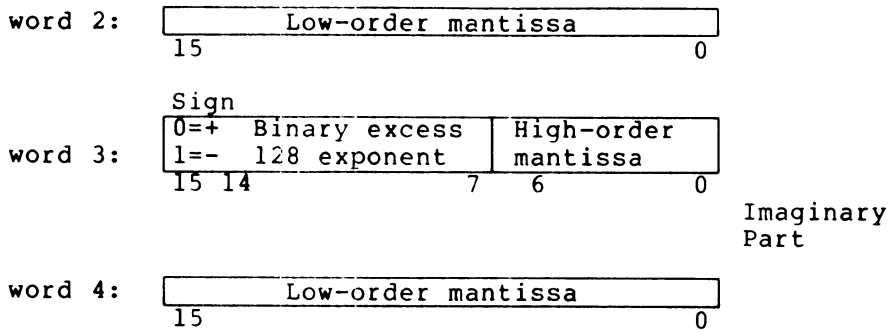 word 2: Low-order mantissa
15 0
Sign
0=+ Binary excess High-order
word 3: 1=- 128 exponent mantissa
15 14 7 6 0
Imaginary
Part
word 4: Low-order mantissa
15 0